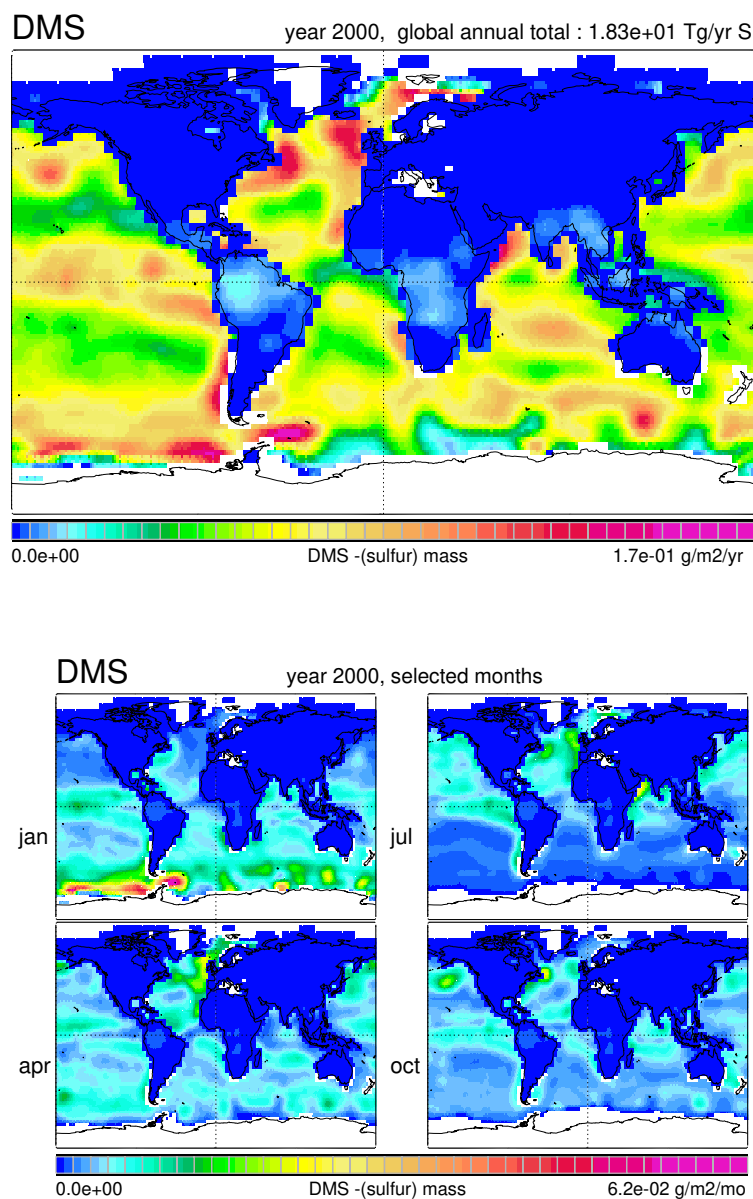 DMS year 2000, global annual total : 1.83e+01 Tg/yr S
0.0e+00 DMS -(sulfur) mass 1.7e-01 g/m2/yr
DMS year 2000, selected months
jan jul
apr oct
0.0e+00 DMS -(sulfur) mass 6.2e-02 g/m2/mo